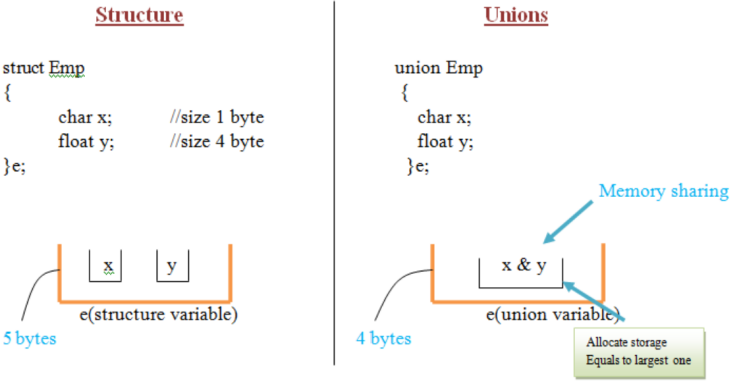 Structure
struct Emp
{
char x; //size 1 byte
float y; //size 4 byte
}e;
x
y
e(structure variable)
5 bytes
Unions
union Emp
{
char x;
float y;
}e;
Memory sharing
x & y
e(union variable)
4 bytes
Allocate storage
Equals to largest one